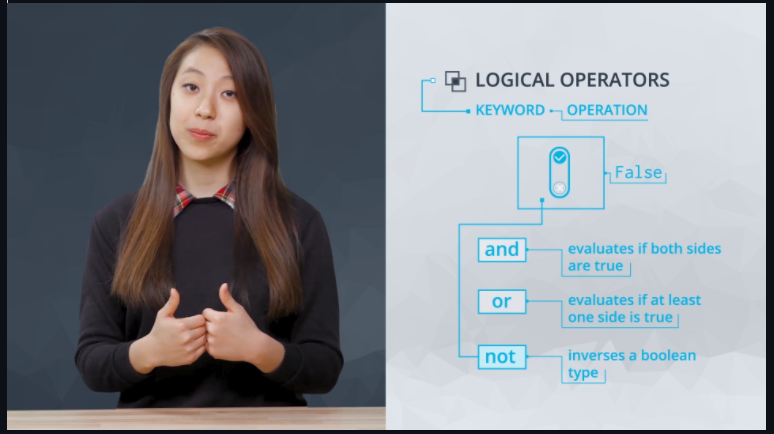 LOGICAL OPERATORS
KEYWORD OPERATION
False
and evaluates if both sides
are true
or evaluates if at least
one side is true
not inverses a boolean
type